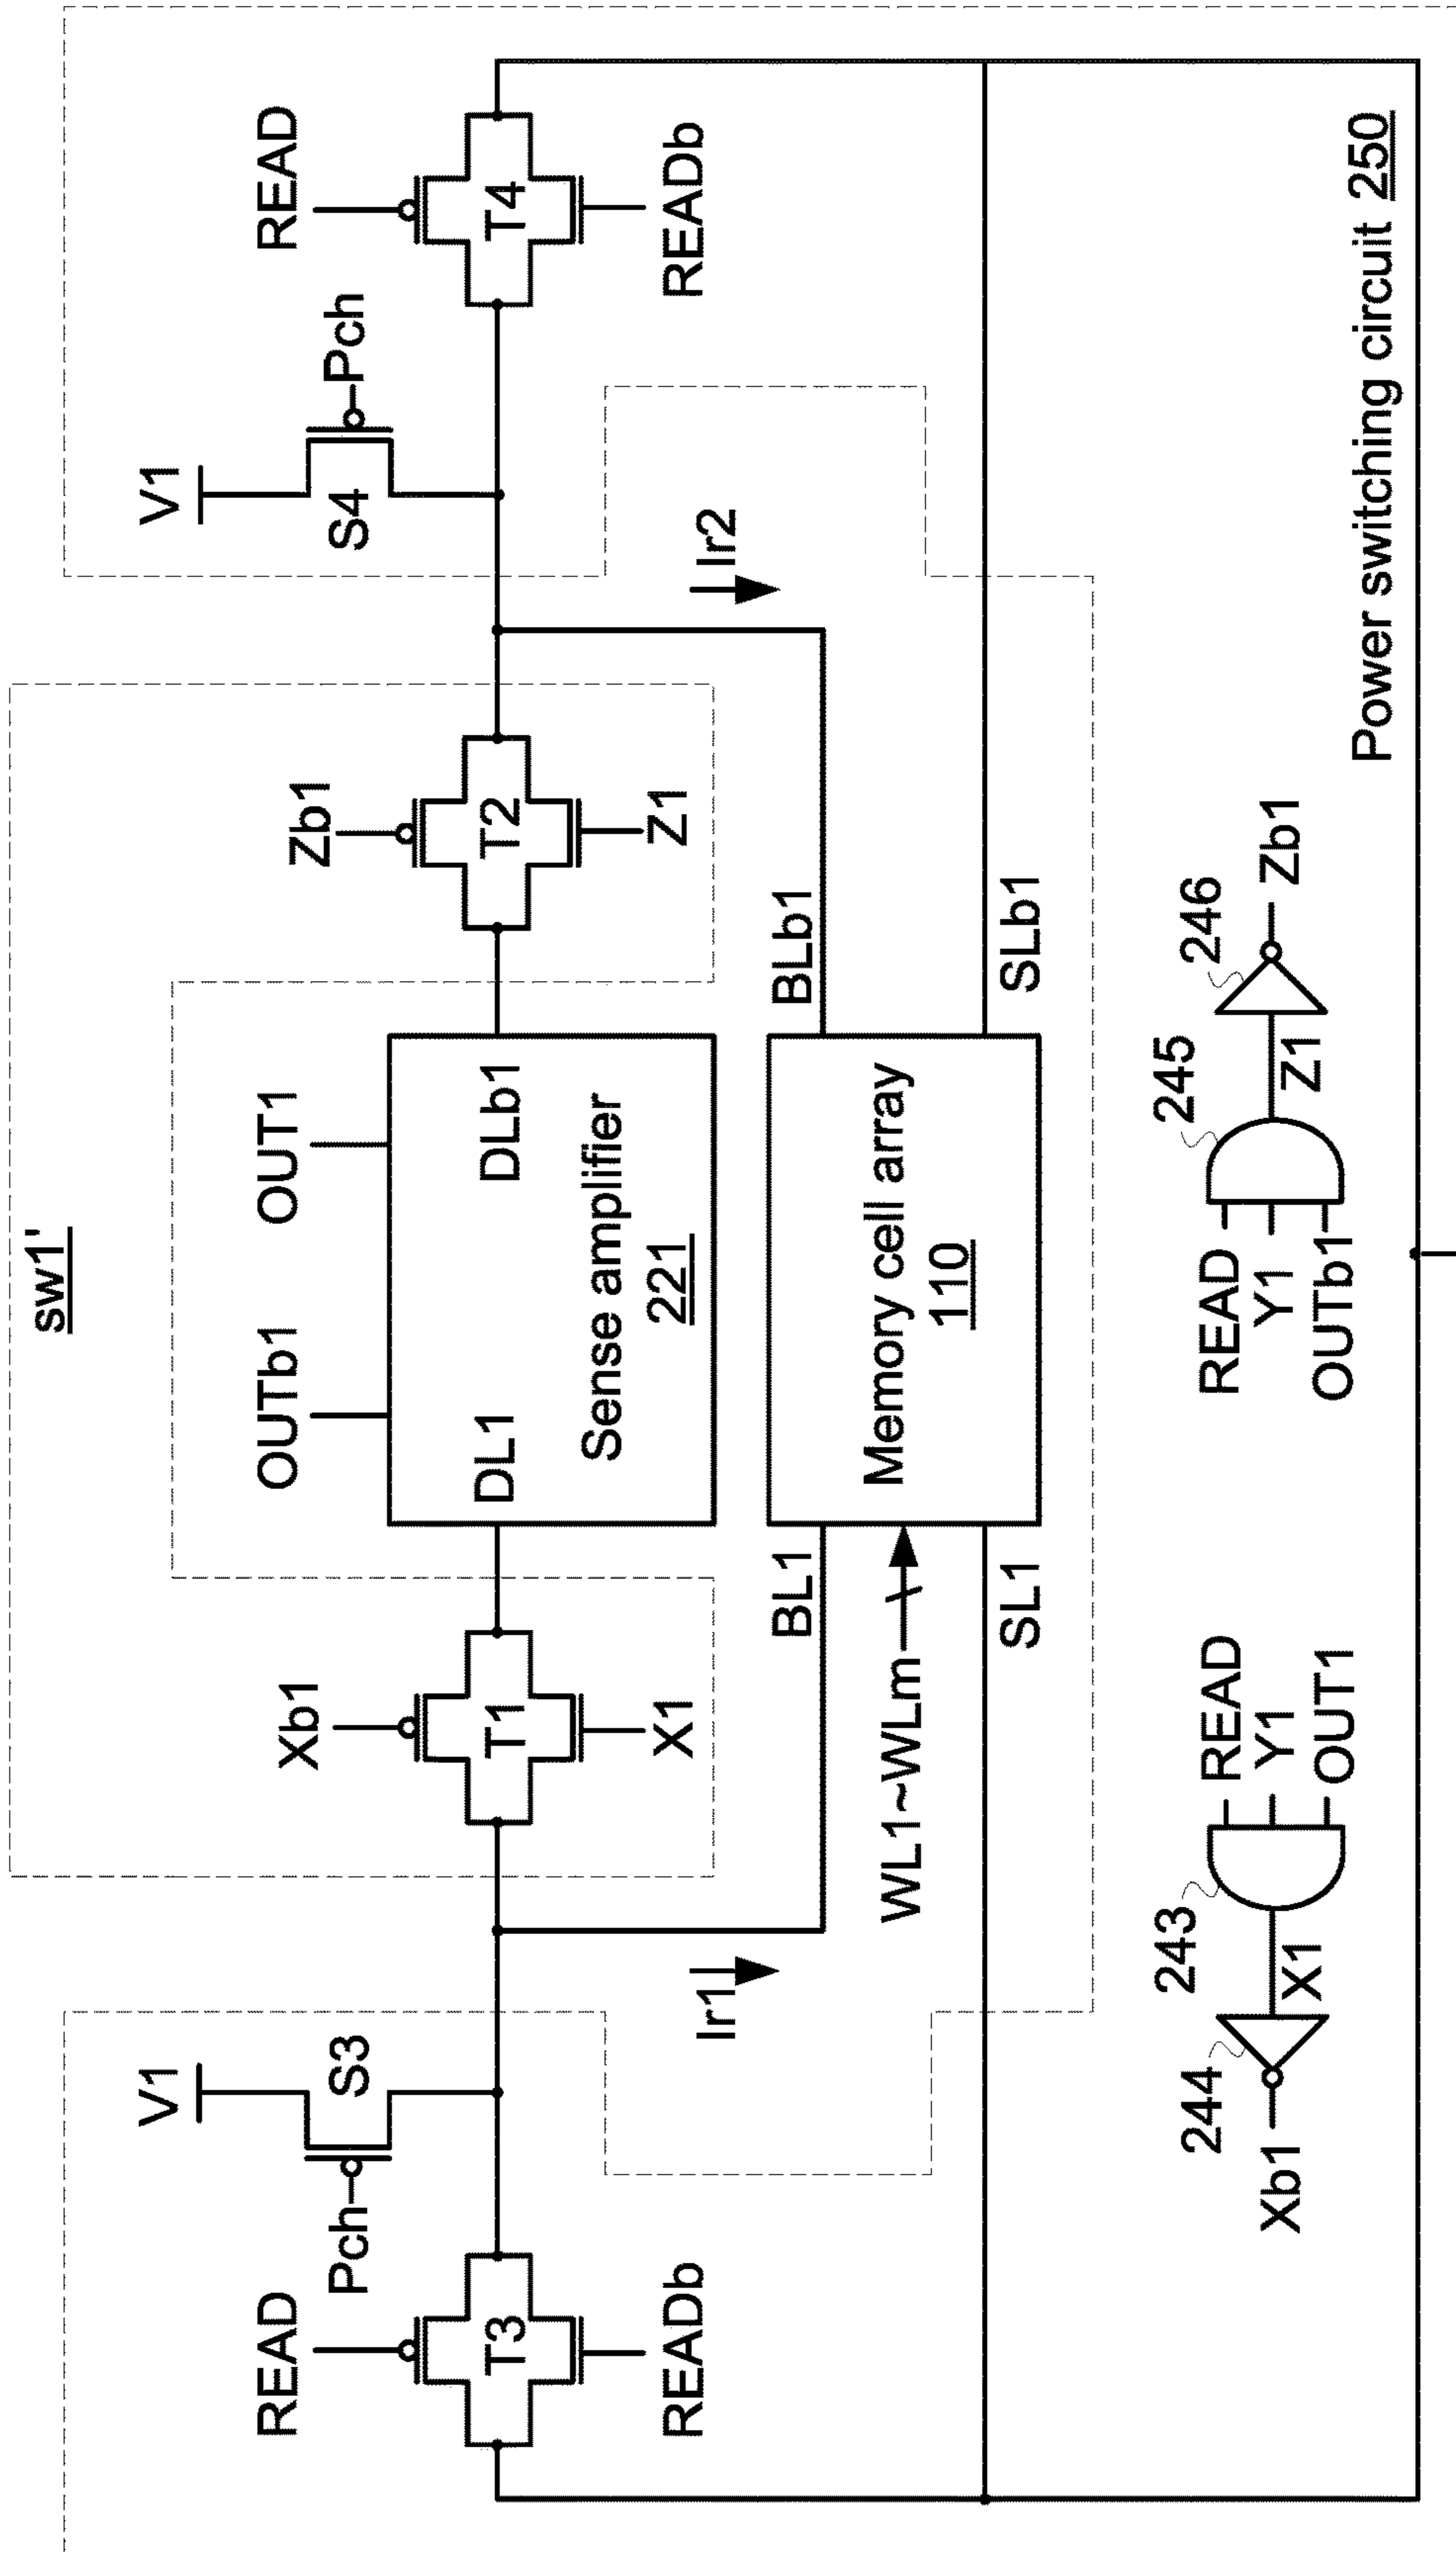 sw1'
V1
V1
READ
Pch
S3
Xb1
OUTb1
OUT1
Zb1
S4
Pch
READ
T3
T1
DL1
DLb1
T2
T4
READb
X1
Sense amplifier
221
Z1
READb
Ir1
Ir2
BL1
BLb1
WL1~WLm
Memory cell array
110
SL1
SLb1
244
243
245
246
Xb1
X1
READ
Y1
OUT1
READ
Y1
OUTb1
Z1
Zb1
Power switching circuit 250